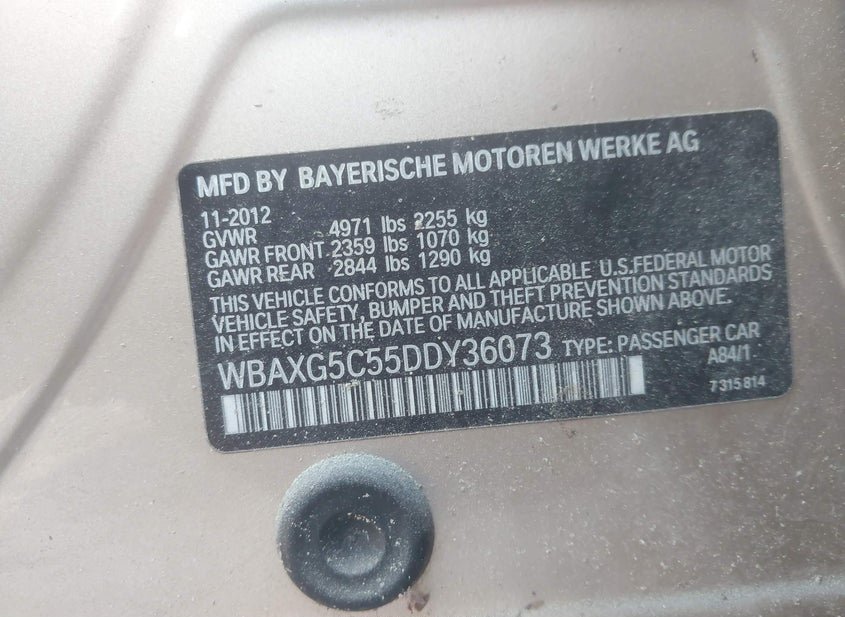 MFD BY BAYERISCHE MOTOREN WERKE AG
11-2012
GVWR 4971 lbs 2255 kg
GAWR FRONT 2359 lbs 1070 kg
GAWR REAR 2844 lbs 1290 kg
THIS VEHICLE CONFORMS TO ALL APPLICABLE U.S.FEDERAL MOTOR
VEHICLE SAFETY, BUMPER AND THEFT PREVENTION STANDARDS
IN EFFECT ON THE DATE OF MANUFACTURE SHOWN ABOVE.
WBAXG5C55DDY36073 TYPE: PASSENGER CAR
A84/1
7315814